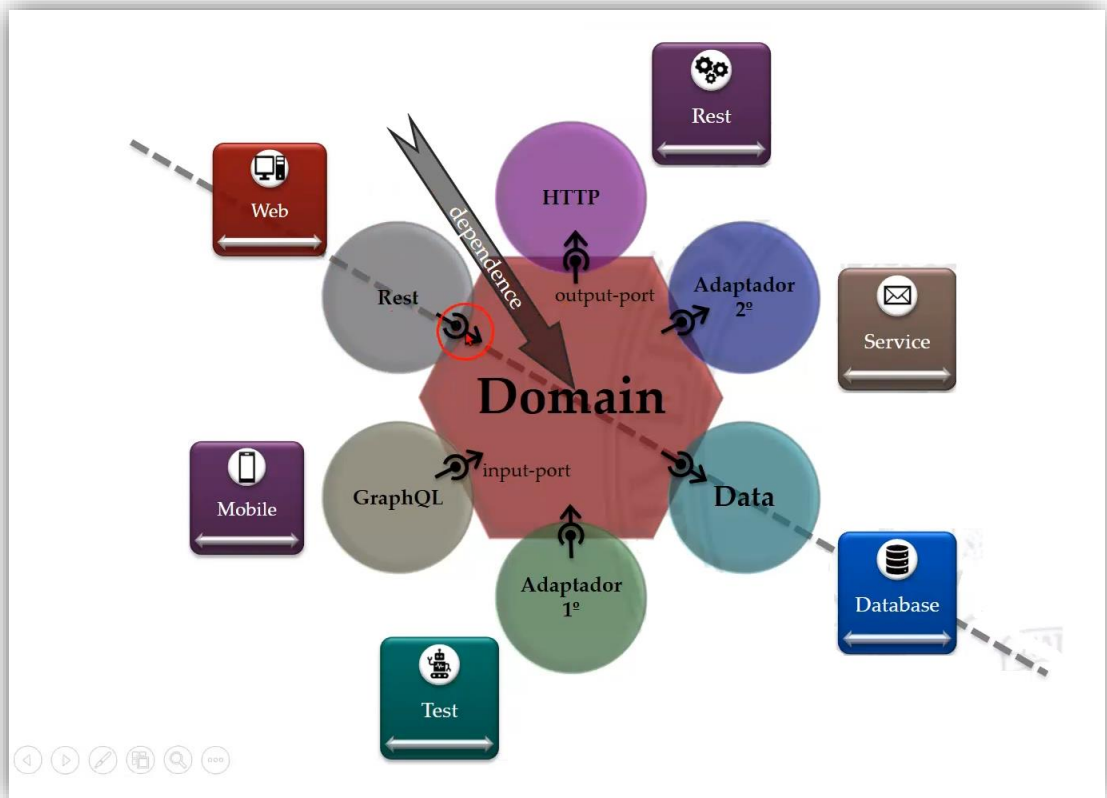 Rest
Web
HTTP
dependence
Rest
output-port
Adaptador
2º
Service
Domain
input-port
GraphQL
Mobile
Data
Adaptador
1º
Database
Test